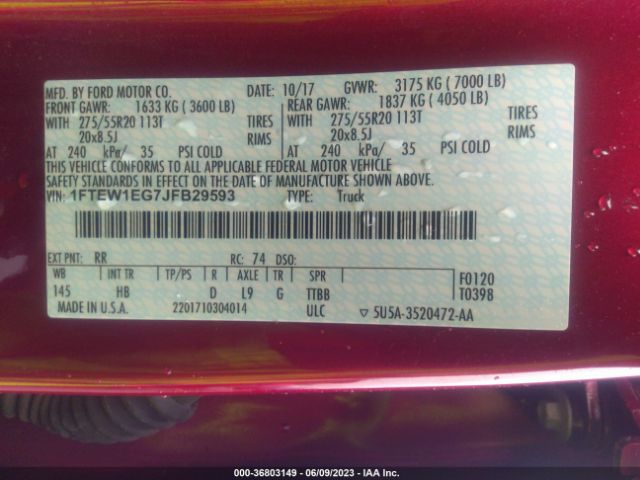 MFD. BY FORD MOTOR CO.
DATE: 10/17 GVWR: 3175 KG ( 7000 LB)
FRONT GAWR: 1633 KG ( 3600 LB)
REAR GAWR: 1837 KG ( 4050 LB)
WITH 275/55R20 113T TIRES
WITH 275/55R20 113T TIRES
20x8.5J RIMS
20x8.5J RIMS
AT 240 kPa/ 35 PSI COLD
AT 240 kPa/ 35 PSI COLD
THIS VEHICLE CONFORMS TO ALL APPLICABLE FEDERAL MOTOR VEHICLE
SAFETY STANDARDS IN EFFECT ON THE DATE OF MANUFACTURE SHOWN ABOVE.
VIN: 1FTEW1EG7JFB29593 TYPE: Truck
EXT PNT: RR RC: 74 DSO:
WB INT TR TP/PS R AXLE TR SPR
145 HB D L9 G TTBB
F0120
T0398
MADE IN U.S.A. 2201710304014 ULC ▽ 5U5A-3520472-AA
000-36803149 - 06/09/2023 - IAA Inc.